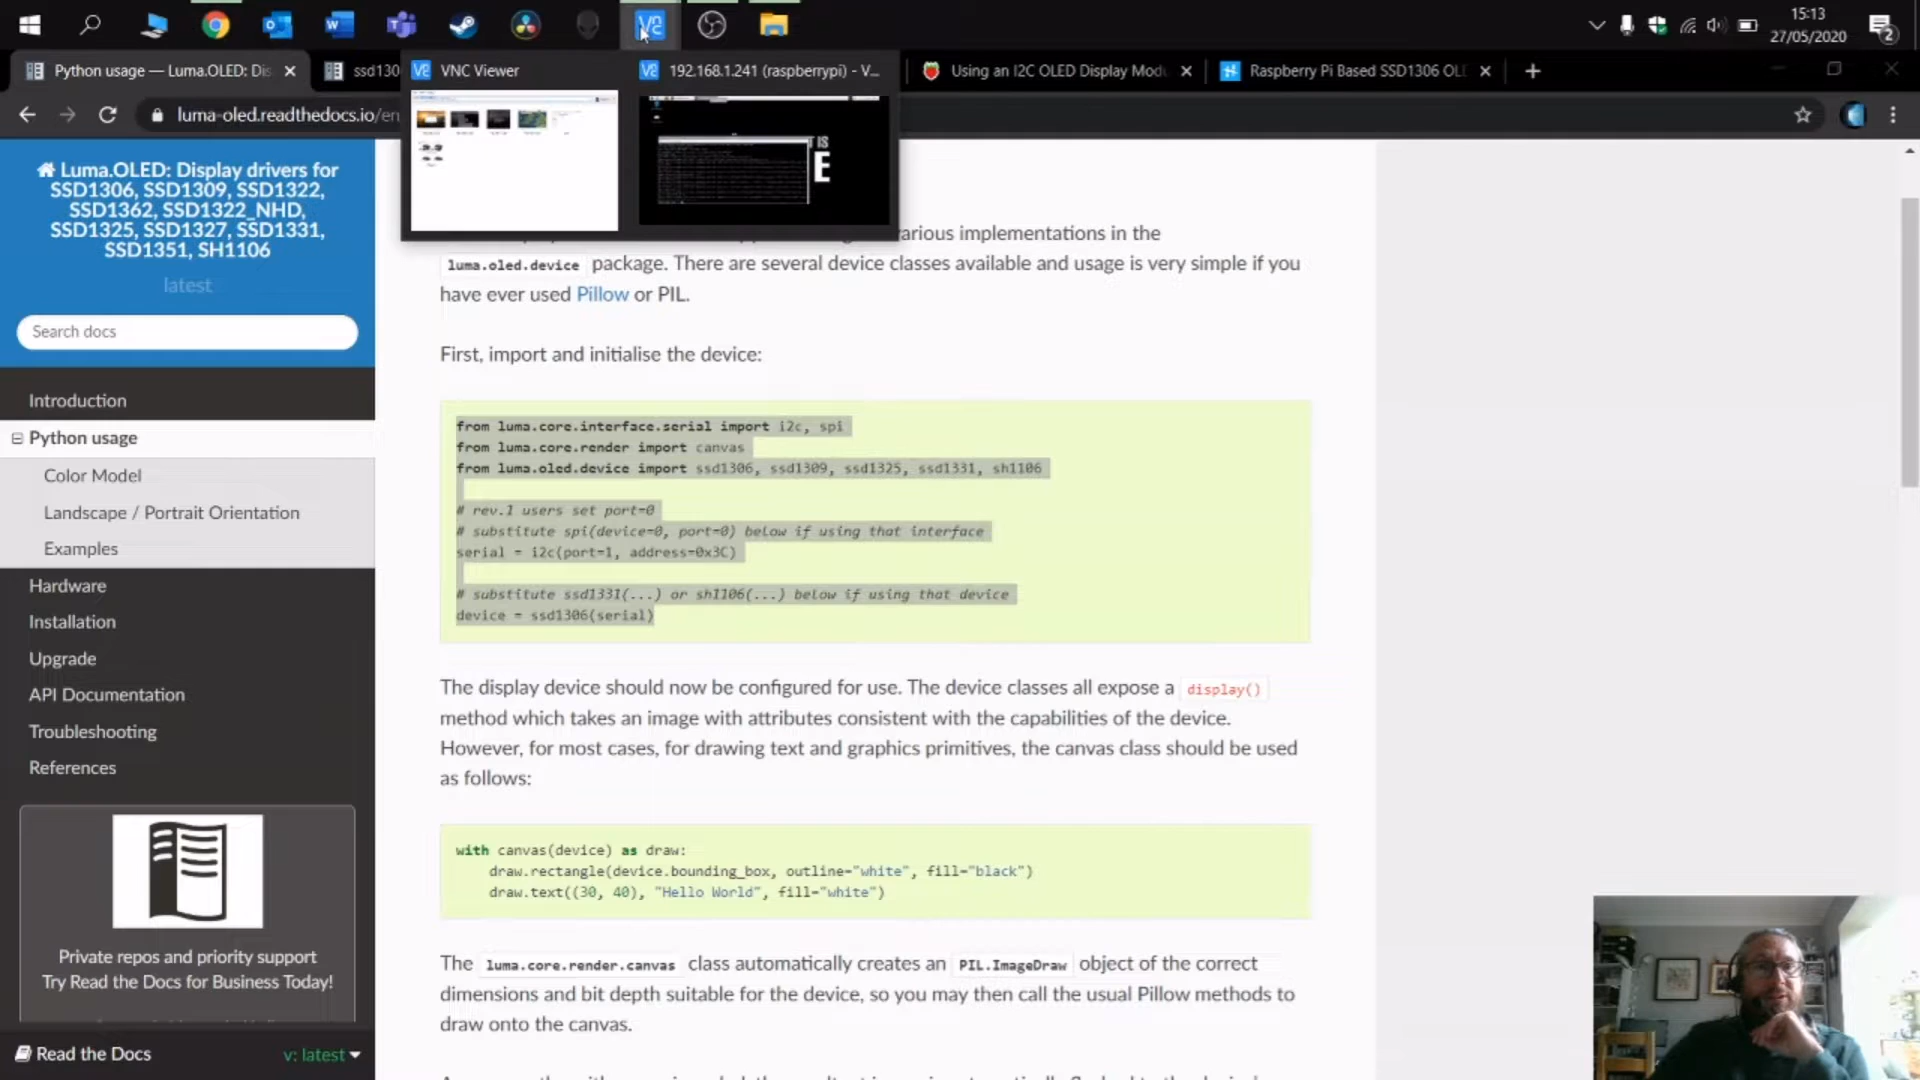 15:13
27/05/2020
2
Python usage — Luma.OLED: Dis
ssd130
VNC Viewer
192.168.1.241 (raspberrypi) - V...
Using an I2C OLED Display Modu
Raspberry Pi Based SSD1306 OLE
luma-oled.readthedocs.io/en
Luma.OLED: Display drivers for
SSD1306, SSD1309, SSD1322,
SSD1362, SSD1322_NHD,
SSD1325, SSD1327, SSD1331,
SSD1351, SH1106
latest
Search docs
Introduction
Python usage
Color Model
Landscape / Portrait Orientation
Examples
Hardware
Installation
Upgrade
API Documentation
Troubleshooting
References
Private repos and priority support
Try Read the Docs for Business Today!
Read the Docs
v: latest
various implementations in the
luma.oled.device package. There are several device classes available and usage is very simple if you
have ever used Pillow or PIL.
First, import and initialise the device:
from luma.core.interface.serial import i2c, spi
from luma.core.render import canvas
from luma.oled.device import ssd1306, ssd1309, ssd1325, ssd1331, sh1106
# rev.1 users set port=0
# substitute spi(device=0, port=0) below if using that interface
serial = i2c(port=1, address=0x3C)
# substitute ssd1331(...) or sh1106(...) below if using that device
device = ssd1306(serial)
The display device should now be configured for use. The device classes all expose a display()
method which takes an image with attributes consistent with the capabilities of the device.
However, for most cases, for drawing text and graphics primitives, the canvas class should be used
as follows:
with canvas(device) as draw:
draw.rectangle(device.bounding_box, outline="white", fill="black")
draw.text((30, 40), "Hello World", fill="white")
The luma.core.render.canvas class automatically creates an PIL.ImageDraw object of the correct
dimensions and bit depth suitable for the device, so you may then call the usual Pillow methods to
draw onto the canvas.